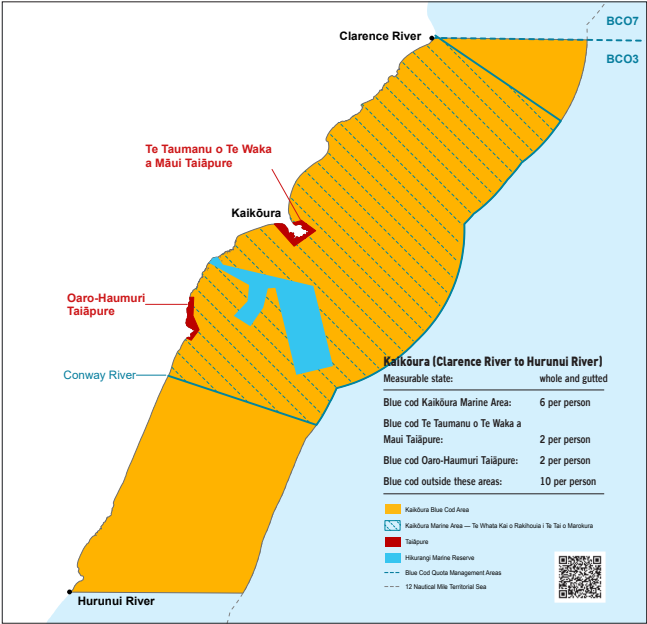 BCO7
Clarence River
BCO3
Te Taumanu o Te Waka
a Māui Taiāpure
Kaikōura
Oaro-Haumuri
Taiāpure
Conway River
Kaikōura (Clarence River to Hurunui River)
Measurable state: whole and gutted
Blue cod Kaikōura Marine Area: 6 per person
Blue cod Te Taumanu o Te Waka a
Maui Taiāpure: 2 per person
Blue cod Oaro-Haumuri Taiāpure: 2 per person
Blue cod outside these areas: 10 per person
Kaikōura Blue Cod Area
Kaikōura Marine Area — Te Whata Kai o Rakihouia i Te Tai o Marokura
Taiāpure
Hikurangi Marine Reserve
Blue Cod Quota Management Areas
12 Nautical Mile Territorial Sea
Hurunui River